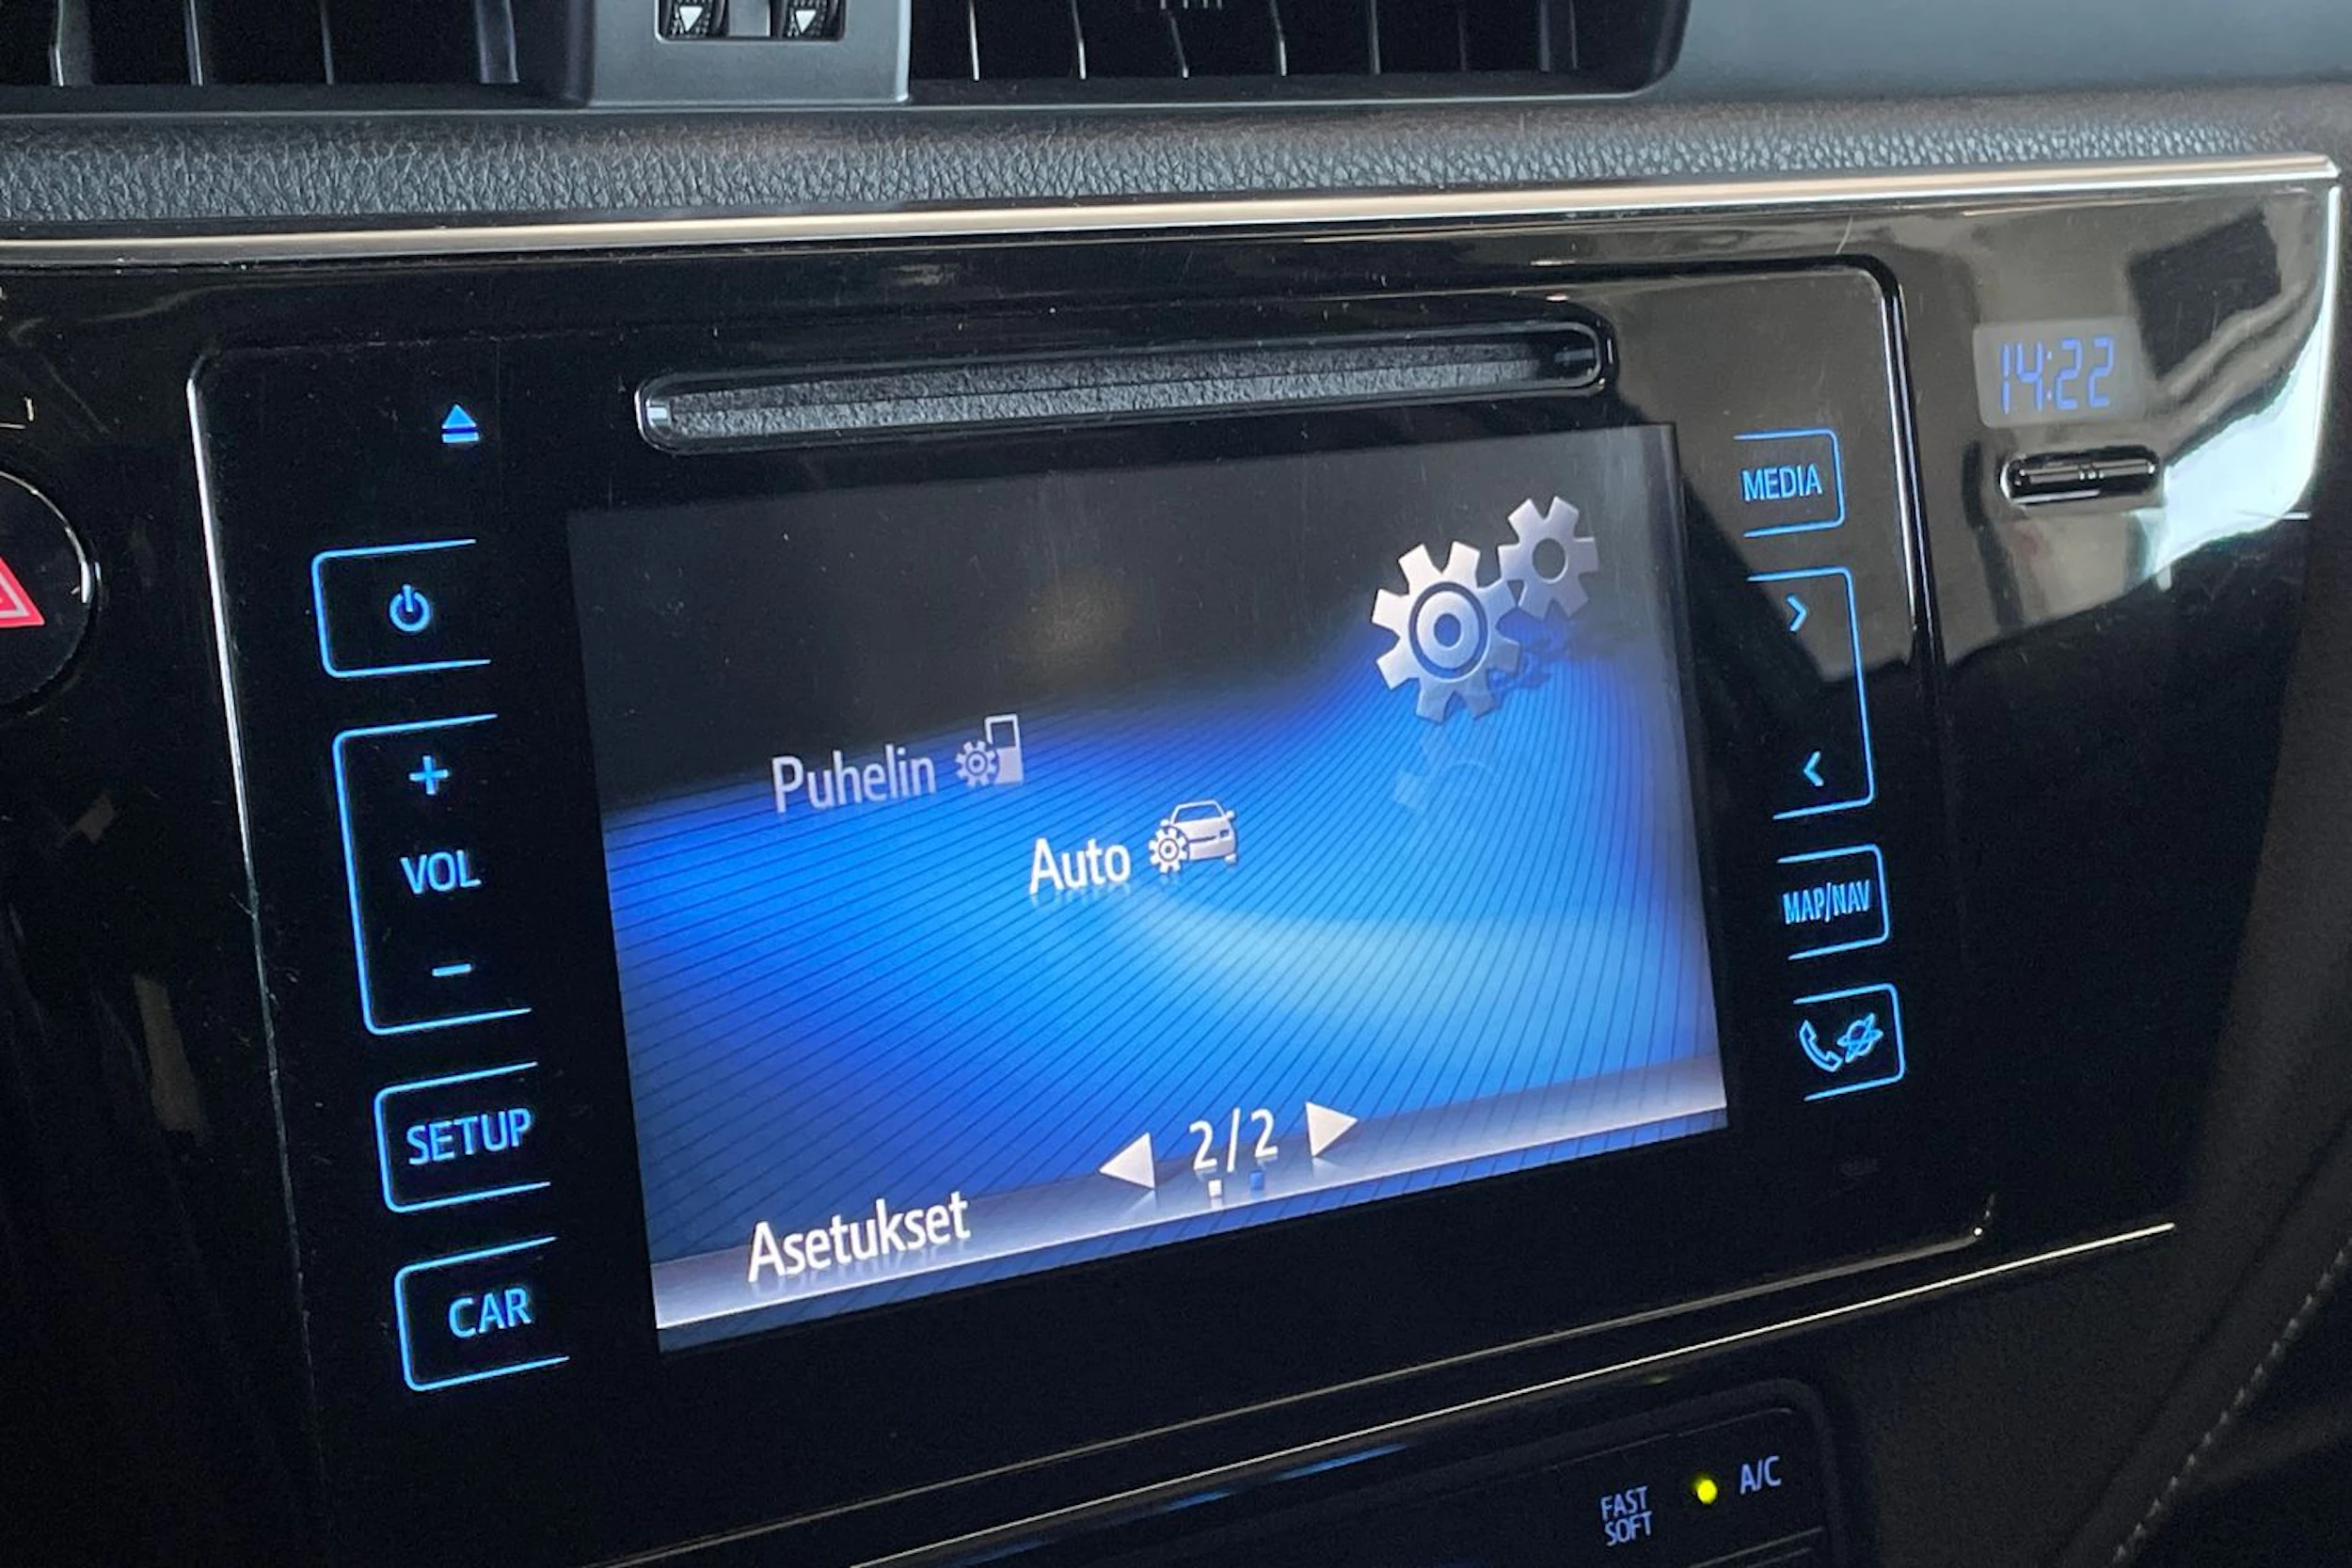 14:22
MEDIA
Puhelin
Auto
VOL
MAP/NAV
SETUP
2/2
Asetukset
CAR
FAST
SOFT
A/C